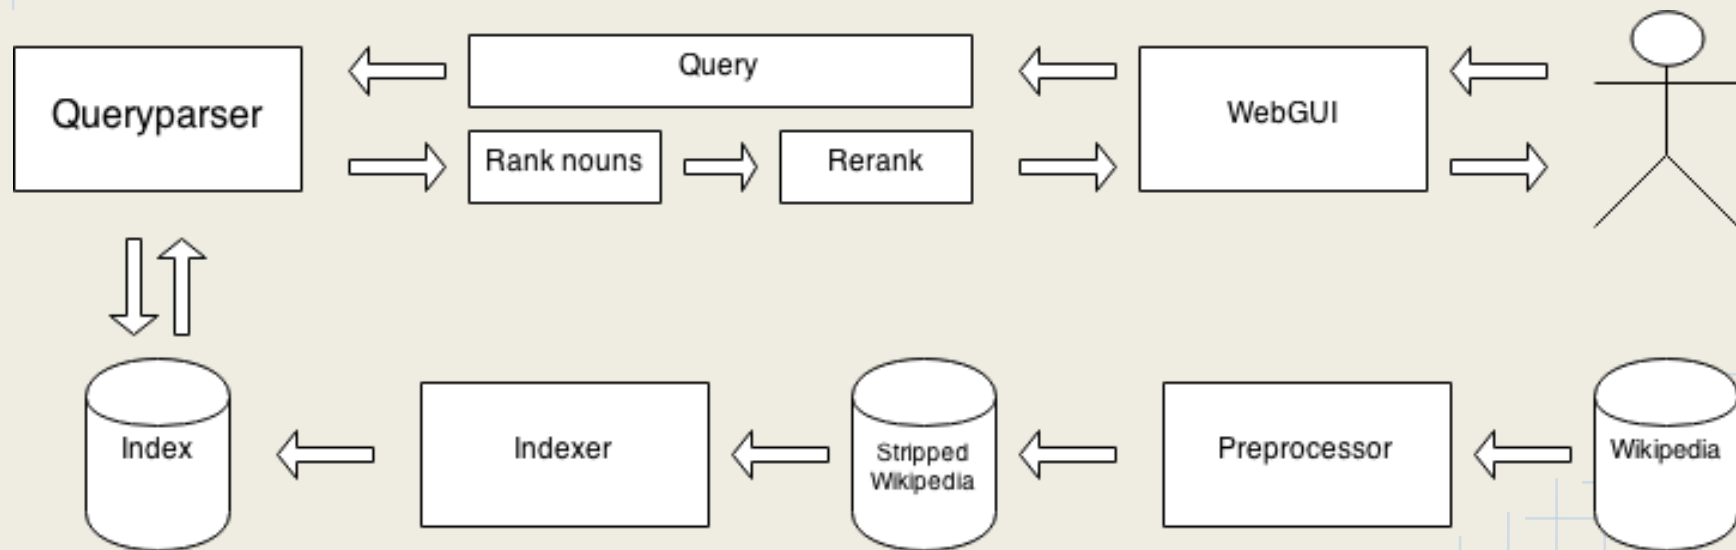 Query
Queryparser
WebGUI
Rank nouns
Rerank
Index
Indexer
Stripped
Wikipedia
Preprocessor
Wikipedia